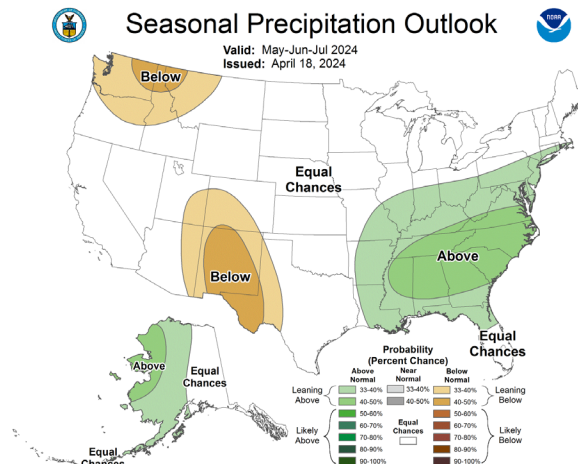 Seasonal Precipitation Outlook
NOAA
Valid: May-Jun-Jul 2024
Issued: April 18, 2024
Below
Equal
Chances
Above
Below
Equal
Chances
Above
Equal
Chances
Equal
Chances
Probability
(Percent Chance)
Above Normal
Near Normal
Below Normal
Leaning Above
33-40%
40-50%
33-40%
40-50%
33-40%
40-50%
Leaning Below
Likely Above
50-60%
60-70%
70-80%
80-90%
90-100%
Equal Chances
50-60%
60-70%
70-80%
80-90%
90-100%
Likely Below